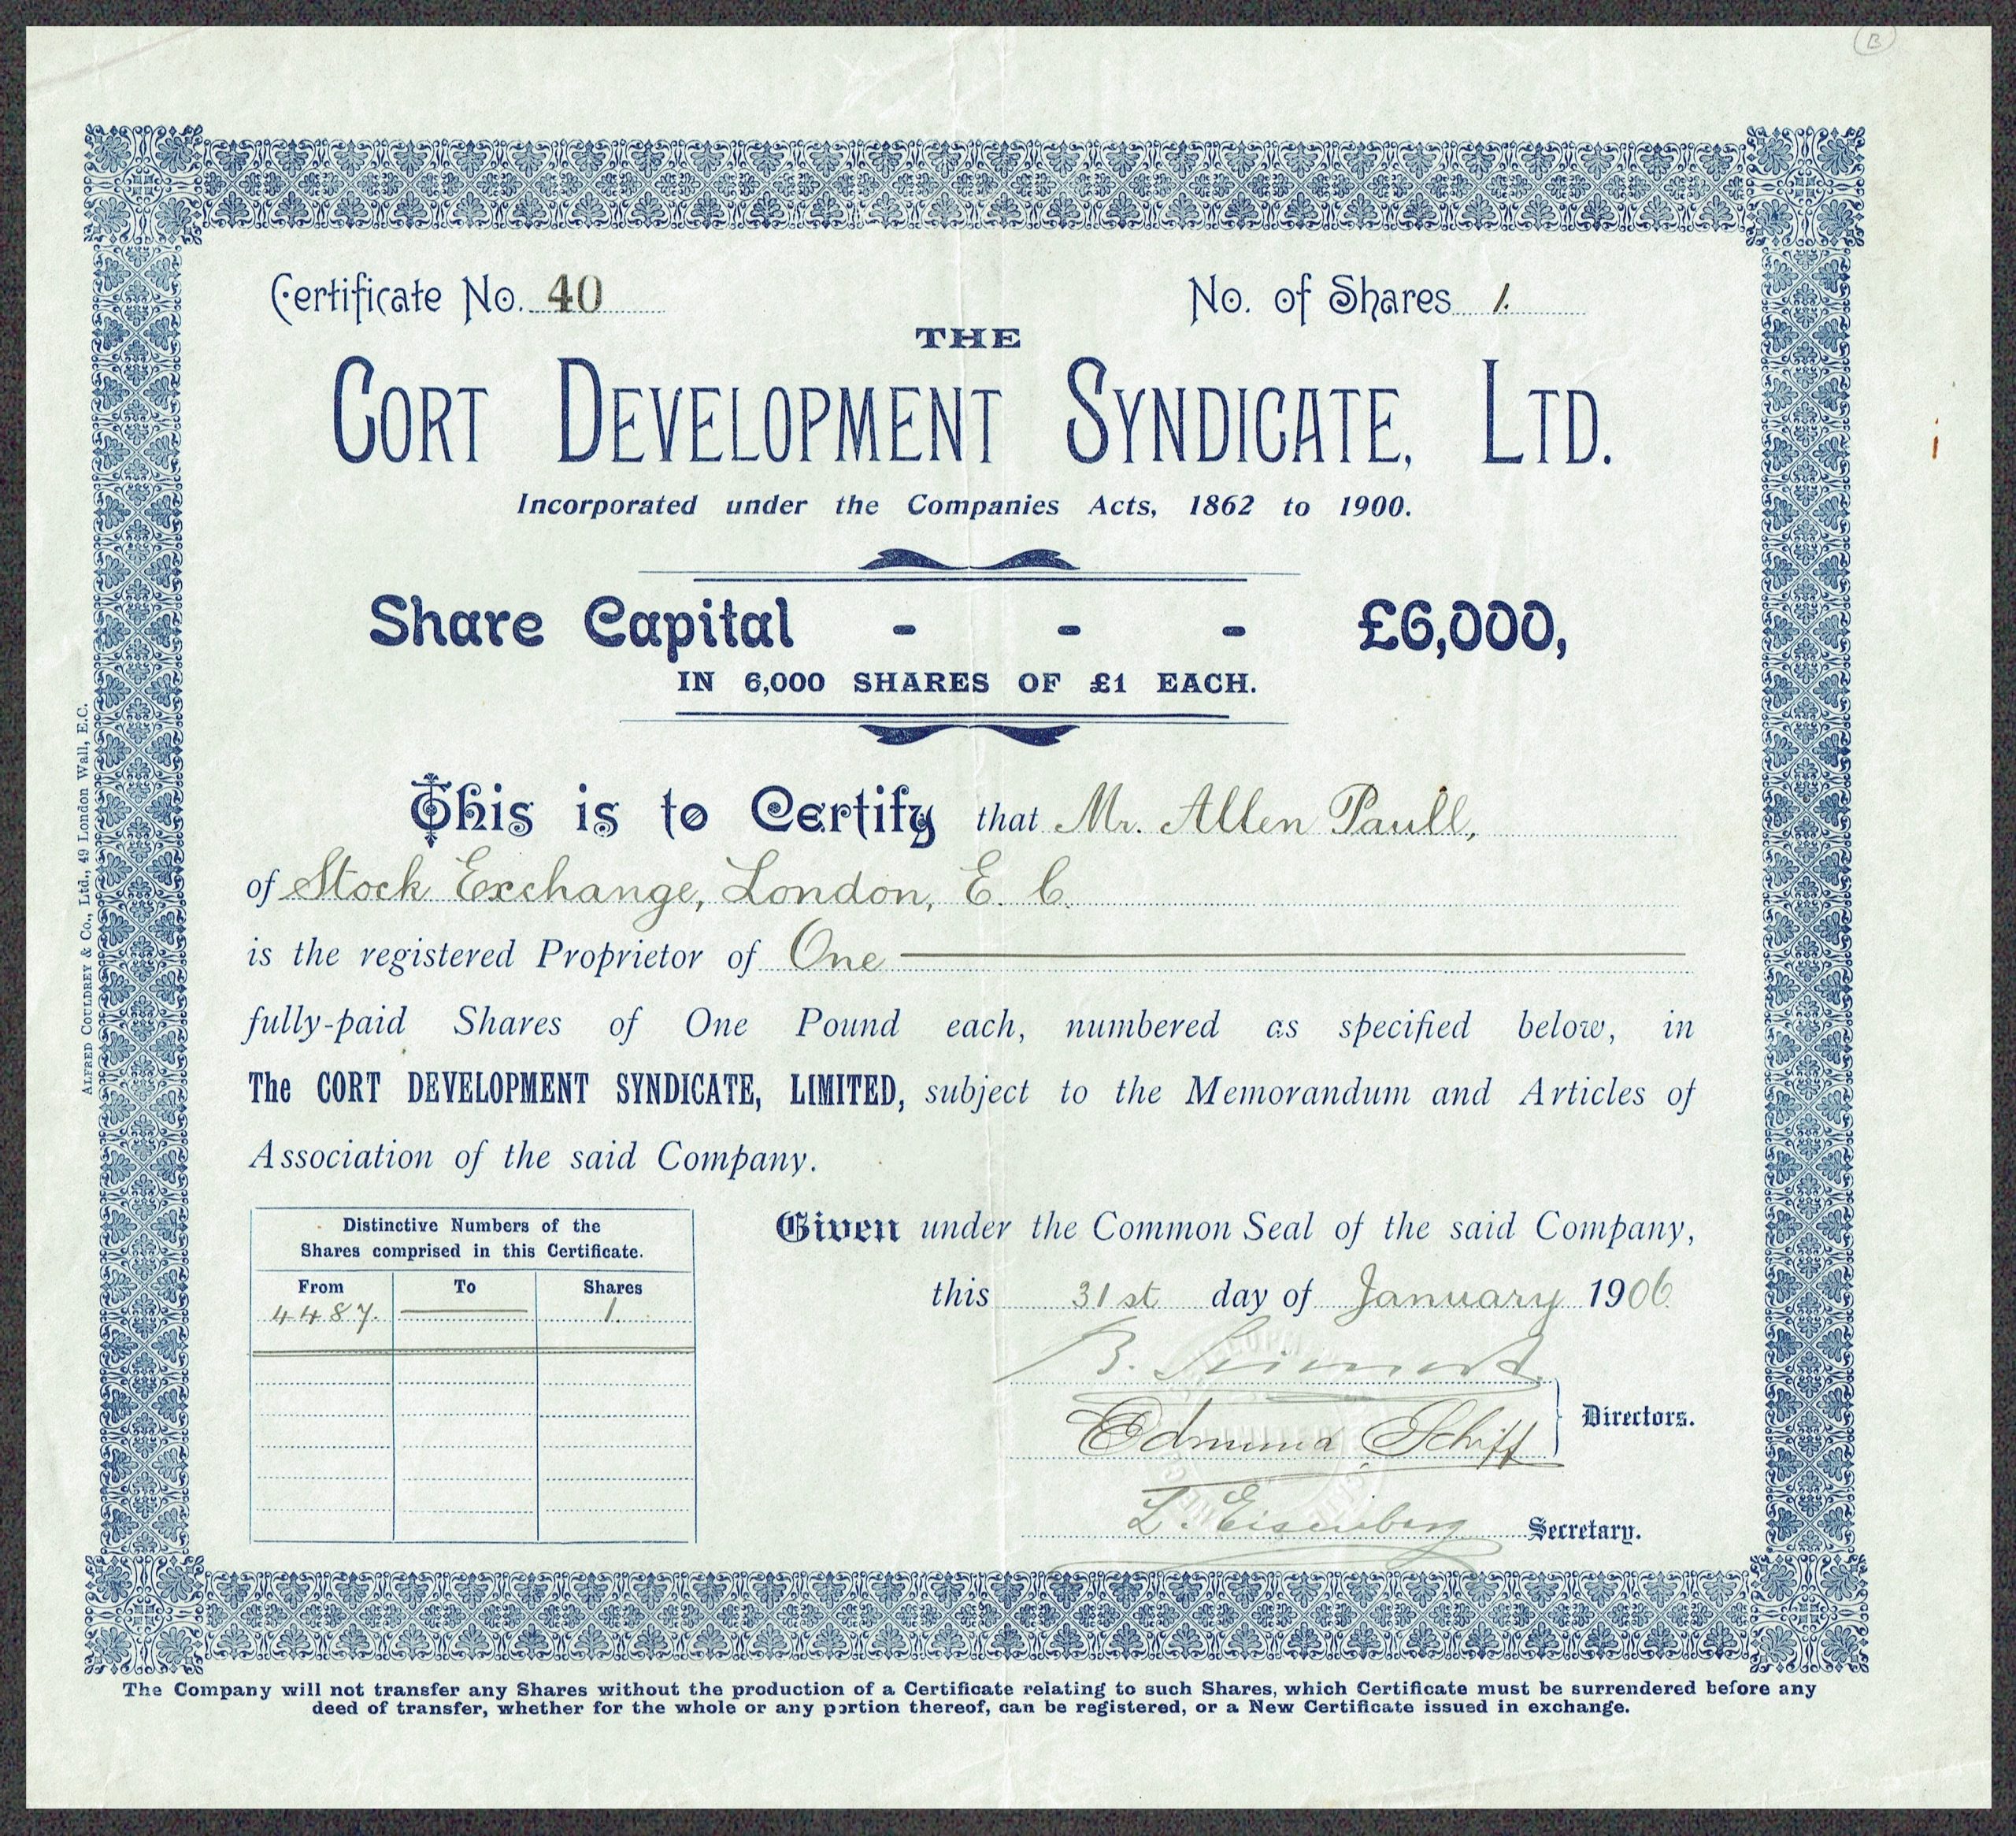 B
Certificate No. 40
No. of Shares 1.
THE
CORT DEVELOPMENT SYNDICATE, LTD.
Incorporated under the Companies Acts, 1862 to 1900.
Share Capital - - - £6,000,
IN 6,000 SHARES OF £1 EACH.
This is to Certify that Mr. Allen Paull,
of Stock Exchange, London, E. C.
is the registered Proprietor of One
fully-paid Shares of One Pound each, numbered as specified below, in
The CORT DEVELOPMENT SYNDICATE, LIMITED, subject to the Memorandum and Articles of
Association of the said Company.
Distinctive Numbers of the
Shares comprised in this Certificate.
From To Shares
4487. 1.
Given under the Common Seal of the said Company,
this 31st day of January 1906
B.
Edmund Schiff
Directors.
L. Eisenberg Secretary.
ALFRED COULDREY & Co., Ltd., 49 London Wall, E.C.
The Company will not transfer any Shares without the production of a Certificate relating to such Shares, which Certificate must be surrendered before any
deed of transfer, whether for the whole or any portion thereof, can be registered, or a New Certificate issued in exchange.